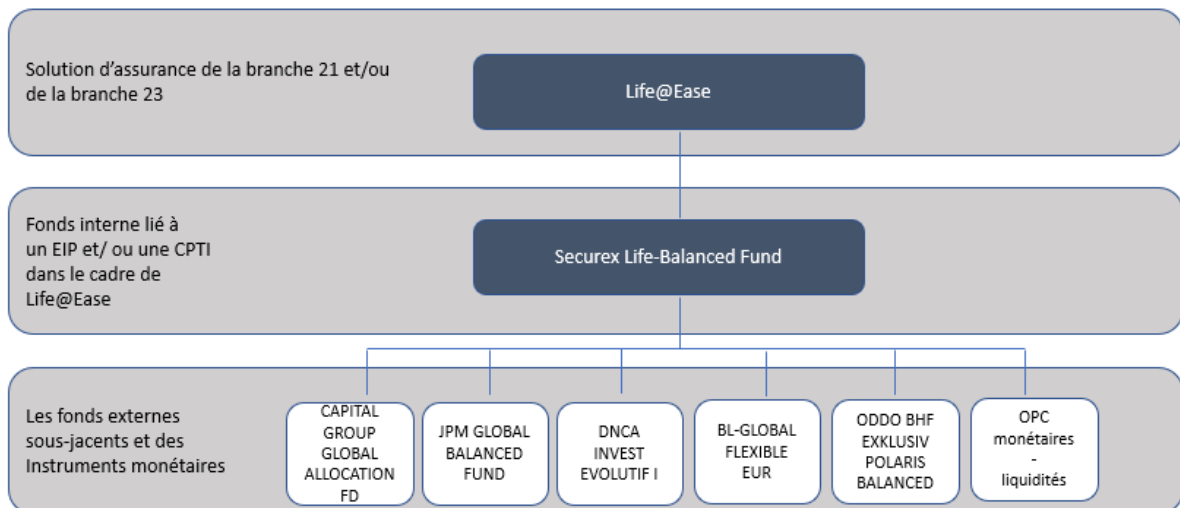 Solution d’assurance de la branche 21 et/ou
de la branche 23
Life@Ease
Fonds interne lié à
un EIP et/ ou une CPTI
dans le cadre de
Life@Ease
Securex Life-Balanced Fund
Les fonds externes
sous-jacents et des
Instruments monétaires
CAPITAL
GROUP
GLOBAL
ALLOCATION
FD
JPM GLOBAL
BALANCED
FUND
DNCA
INVEST
EVOLUTIF I
BL-GLOBAL
FLEXIBLE
EUR
ODDO BHF
EXKLUSIV
POLARIS
BALANCED
OPC
monétaires
-
liquidités